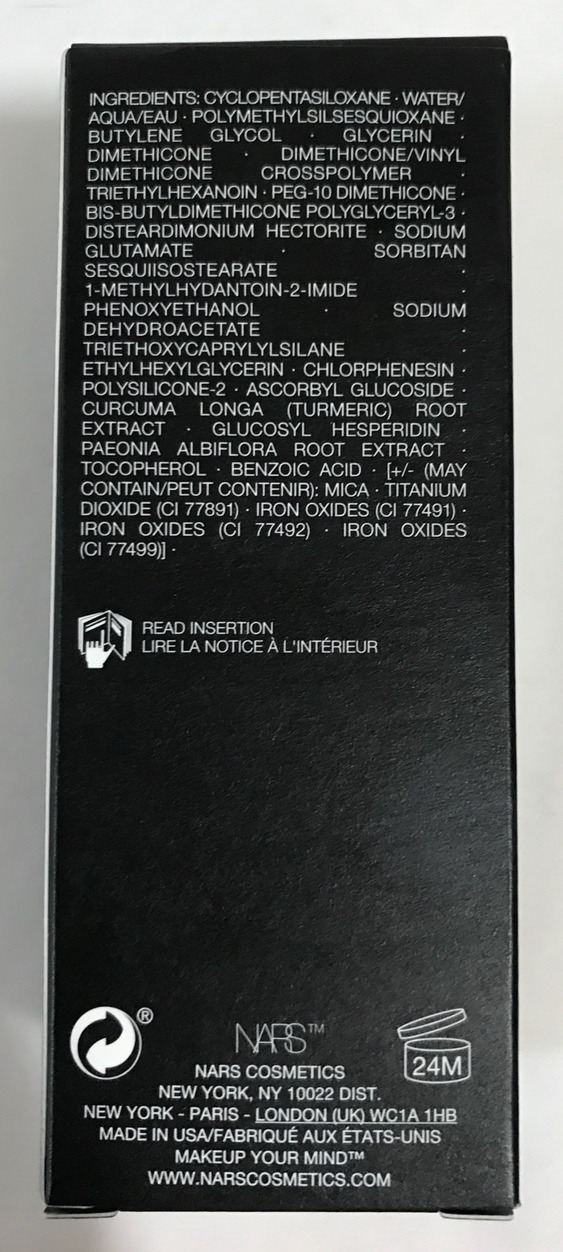 INGREDIENTS: CYCLOPENTASILOXANE · WATER/
AQUA/EAU · POLYMETHYLSILSESQUIOXANE ·
BUTYLENE GLYCOL · GLYCERIN ·
DIMETHICONE · DIMETHICONE/VINYL
DIMETHICONE CROSSPOLYMER ·
TRIETHYLHEXANOIN · PEG-10 DIMETHICONE ·
BIS-BUTYLDIMETHICONE POLYGLYCERYL-3 ·
DISTEARDIMONIUM HECTORITE · SODIUM
GLUTAMATE · SORBITAN
SESQUIISOSTEARATE ·
1-METHYLHYDANTOIN-2-IMIDE ·
PHENOXYETHANOL · SODIUM
DEHYDROACETATE ·
TRIETHOXYCAPRYLYLSILANE ·
ETHYLHEXYLGLYCERIN · CHLORPHENESIN ·
POLYSILICONE-2 · ASCORBYL GLUCOSIDE ·
CURCUMA LONGA (TURMERIC) ROOT
EXTRACT · GLUCOSYL HESPERIDIN ·
PAEONIA ALBIFLORA ROOT EXTRACT ·
TOCOPHEROL · BENZOIC ACID · [+/- (MAY
CONTAIN/PEUT CONTENIR): MICA · TITANIUM
DIOXIDE (CI 77891) · IRON OXIDES (CI 77491) ·
IRON OXIDES (CI 77492) · IRON OXIDES
(CI 77499)] ·
READ INSERTION
LIRE LA NOTICE À L'INTÉRIEUR
®
NARS™
24M
NARS COSMETICS
NEW YORK, NY 10022 DIST.
NEW YORK - PARIS - LONDON (UK) WC1A 1HB
MADE IN USA/FABRIQUÉ AUX ÉTATS-UNIS
MAKEUP YOUR MIND™
WWW.NARSCOSMETICS.COM